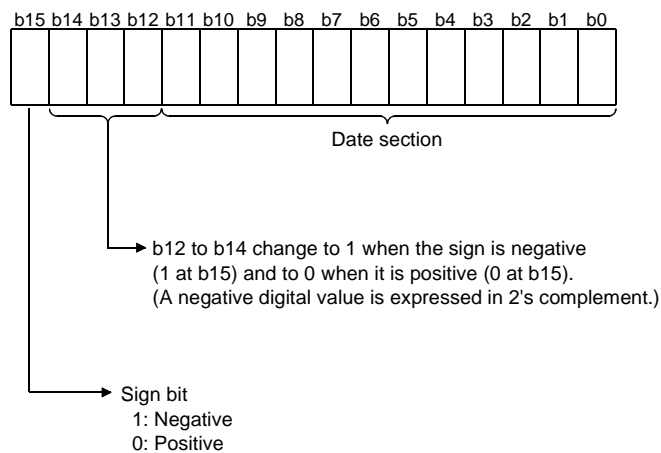 b15 b14 b13 b12 b11 b10 b9 b8 b7 b6 b5 b4 b3 b2 b1 b0
Date section
b12 to b14 change to 1 when the sign is negative
(1 at b15) and to 0 when it is positive (0 at b15).
(A negative digital value is expressed in 2's complement.)
Sign bit
1: Negative
0: Positive